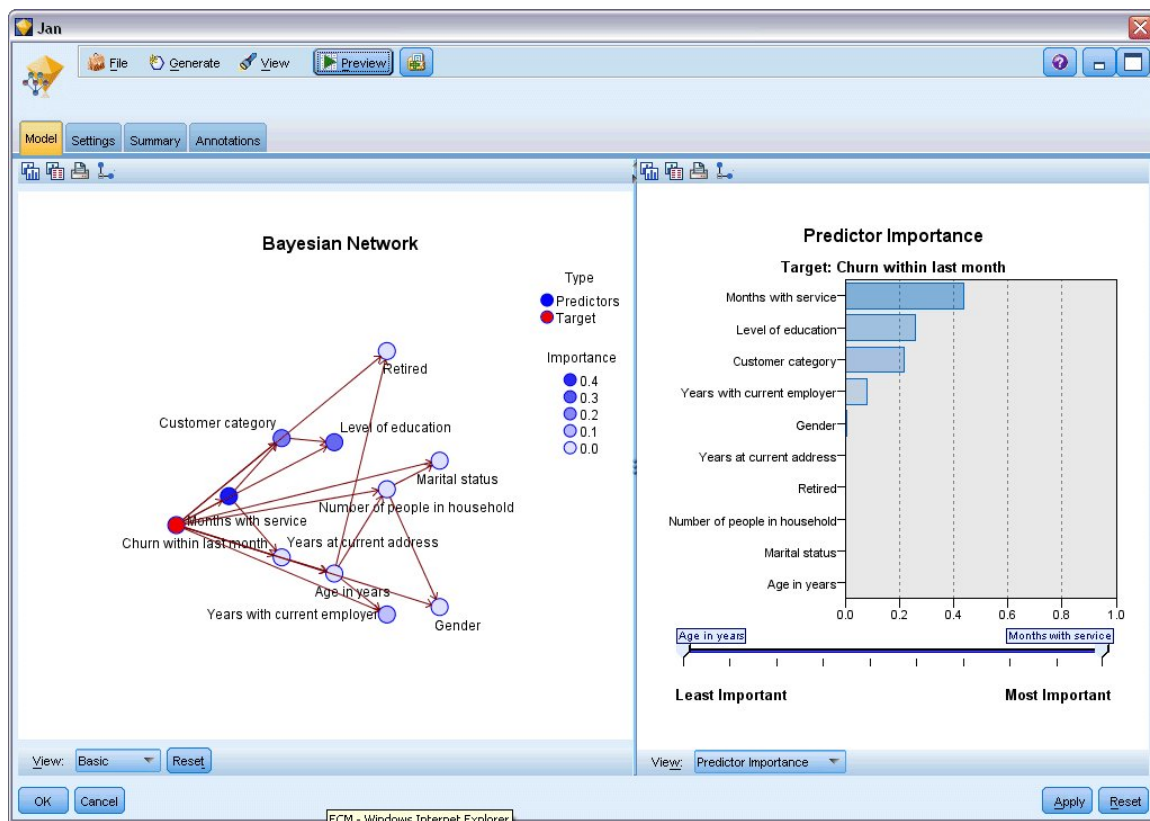 Jan
File Generate View Preview
Model Settings Summary Annotations
Bayesian Network
Type
Predictors
Target
Importance
0.4
0.3
0.2
0.1
0.0
Retired
Customer category
Level of education
Marital status
Number of people in household
Months with service
Churn within last month
Years at current address
Age in years
Years with current employer
Gender
View: Basic Reset
Predictor Importance
Target: Churn within last month
Months with service
Level of education
Customer category
Years with current employer
Gender
Years at current address
Retired
Number of people in household
Marital status
Age in years
0.0 0.2 0.4 0.6 0.8 1.0
Age in years Months with service
Least Important Most Important
View: Predictor Importance
OK Cancel Apply Reset
ECM - Windows Internet Explorer